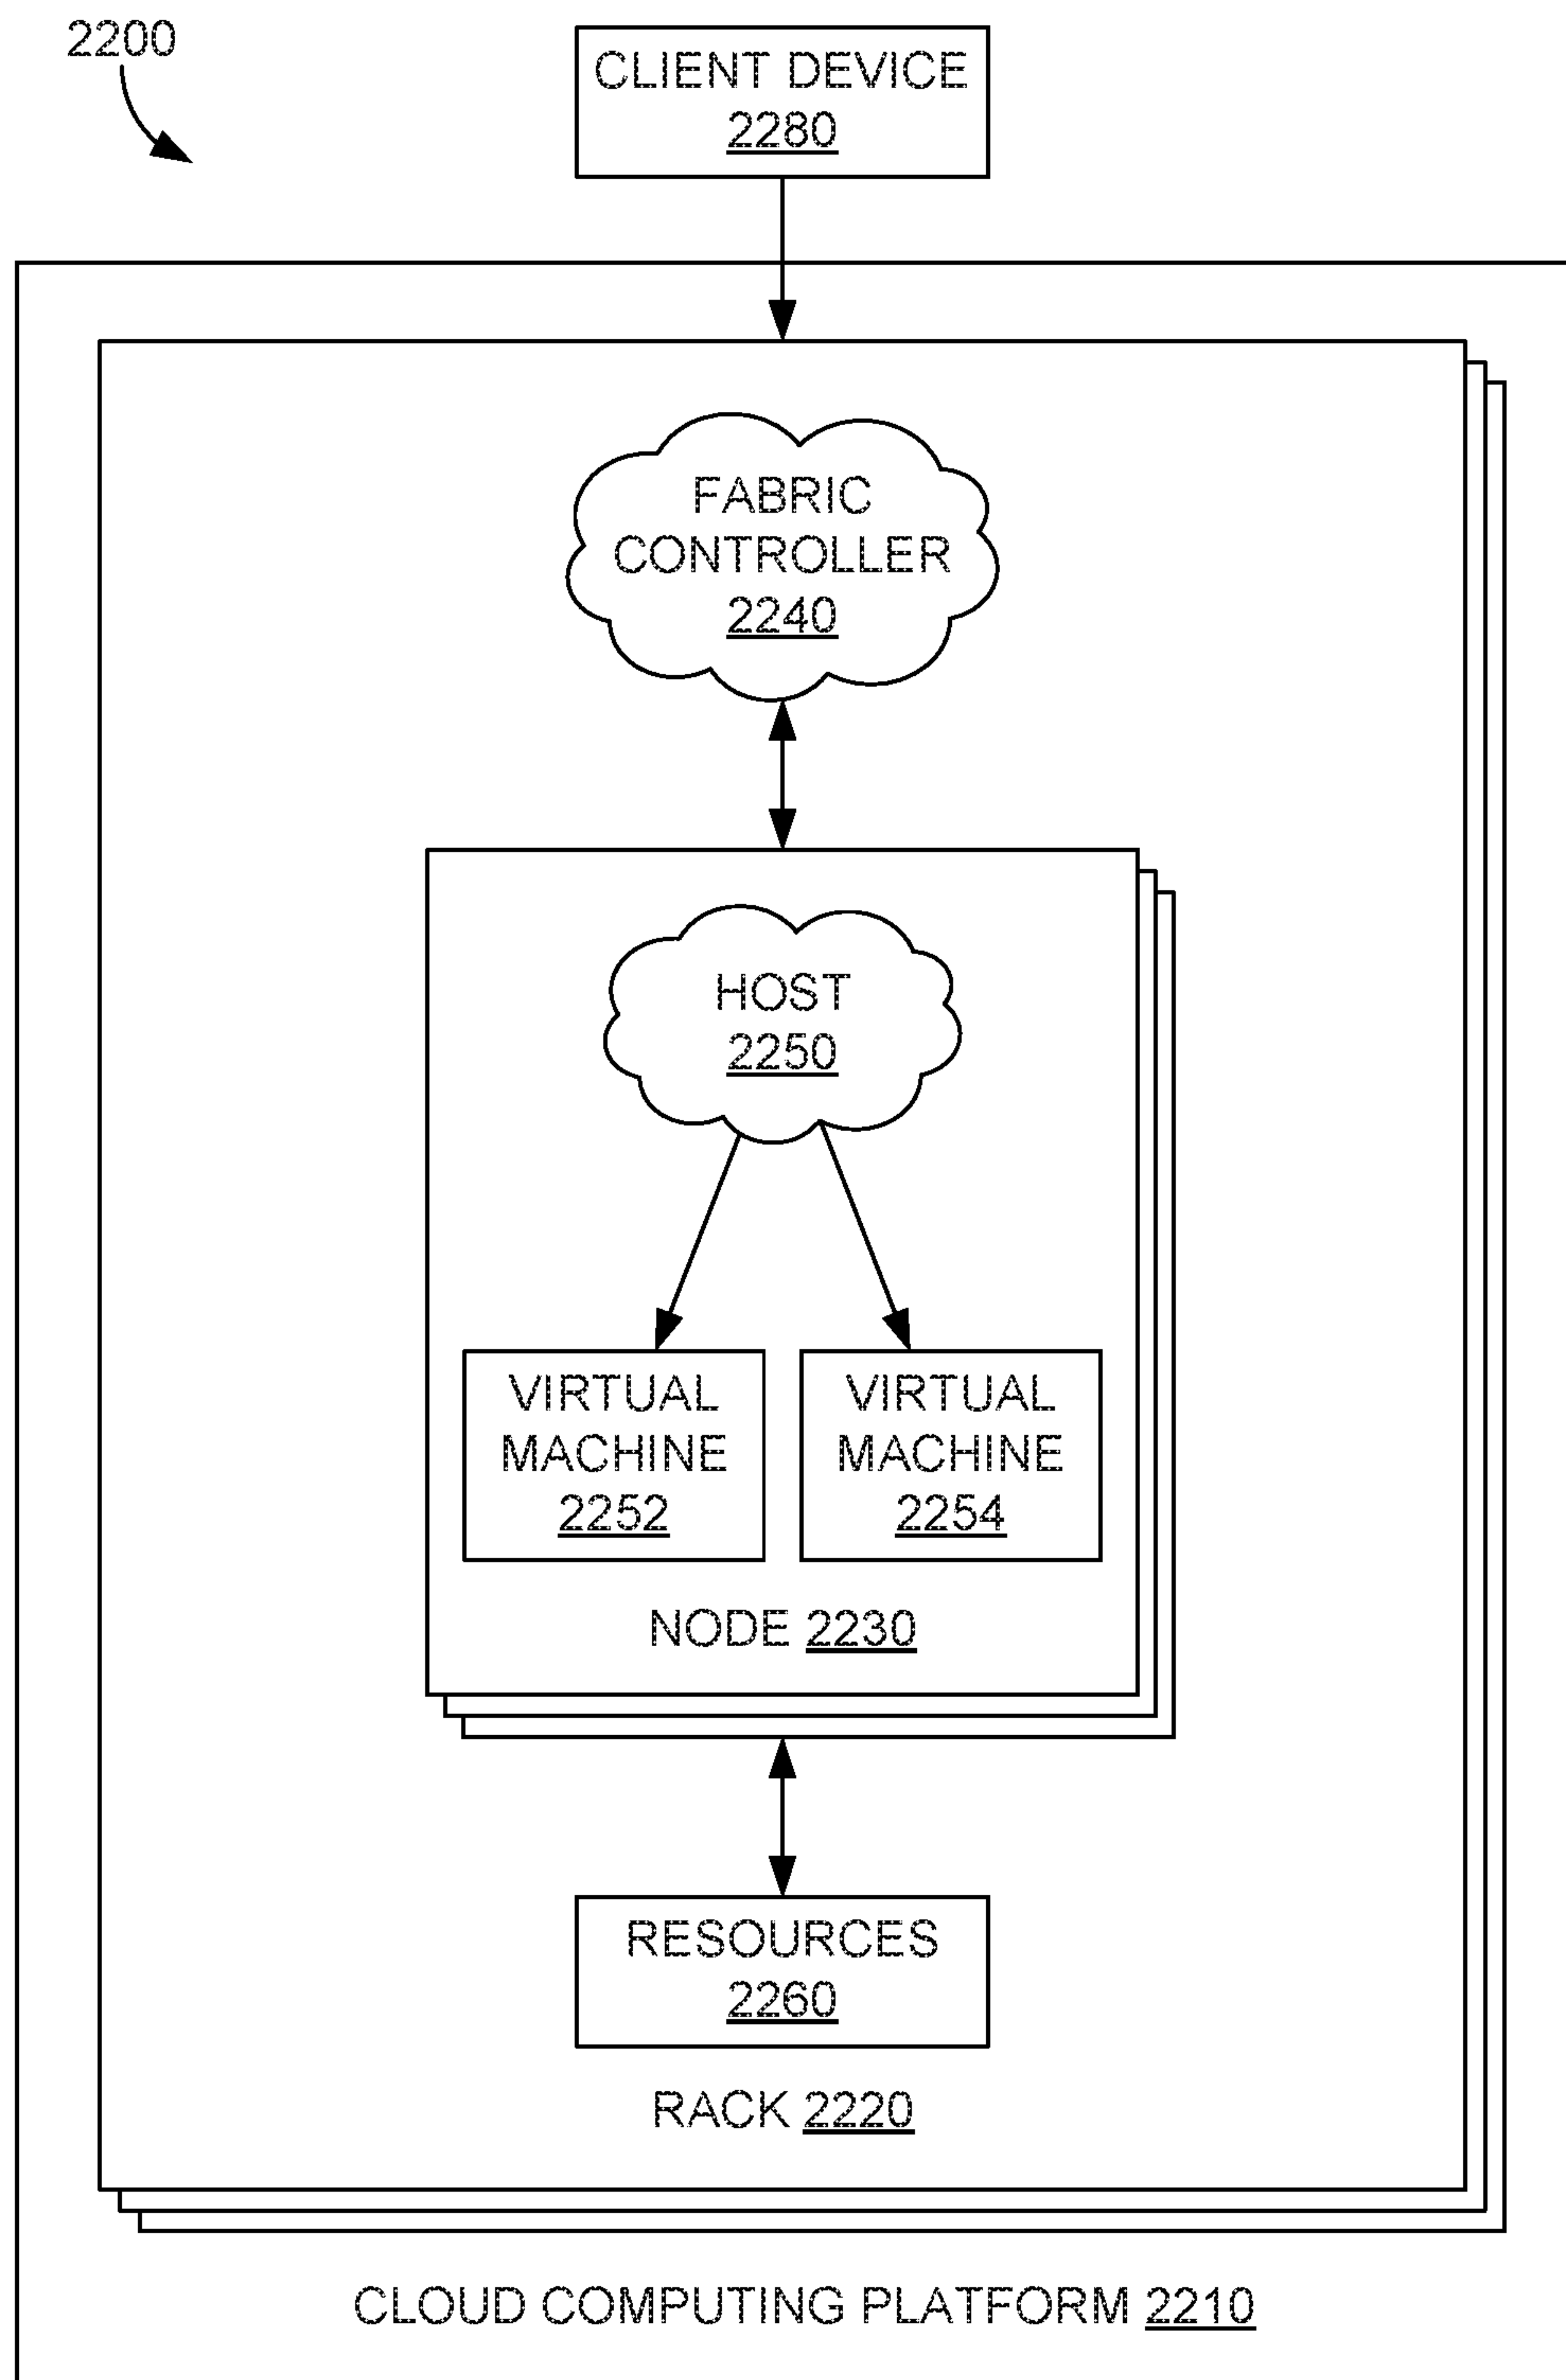 2200
CLIENT DEVICE
2280
FABRIC
CONTROLLER
2240
HOST
2250
VIRTUAL
MACHINE
2252
VIRTUAL
MACHINE
2254
NODE 2230
RESOURCES
2260
RACK 2220
CLOUD COMPUTING PLATFORM 2210